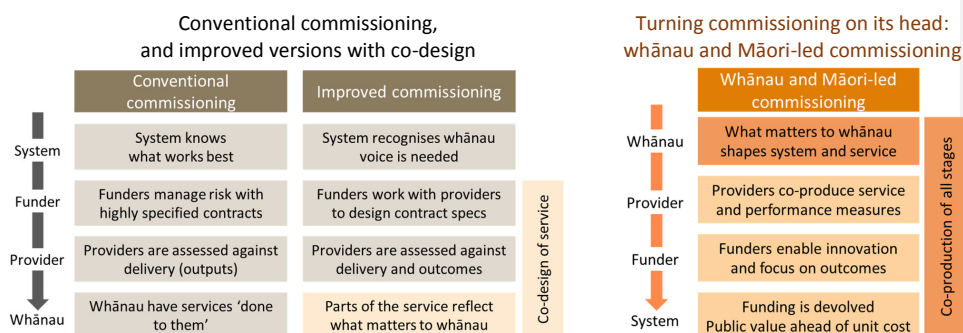 Conventional commissioning,
and improved versions with co-design
Conventional
commissioning
Improved commissioning
System
System knows
what works best
System recognises whānau
voice is needed
Funder
Funders manage risk with
highly specified contracts
Funders work with providers
to design contract specs
Provider
Providers are assessed against
delivery (outputs)
Providers are assessed against
delivery and outcomes
Whānau
Whānau have services ‘done
to them’
Parts of the service reflect
what matters to whānau
Co-design of service
Turning commissioning on its head:
whānau and Māori-led commissioning
Whānau and Māori-led
commissioning
Whānau
What matters to whānau
shapes system and service
Provider
Providers co-produce service
and performance measures
Funder
Funders enable innovation
and focus on outcomes
System
Funding is devolved
Public value ahead of unit cost
Co-production of all stages